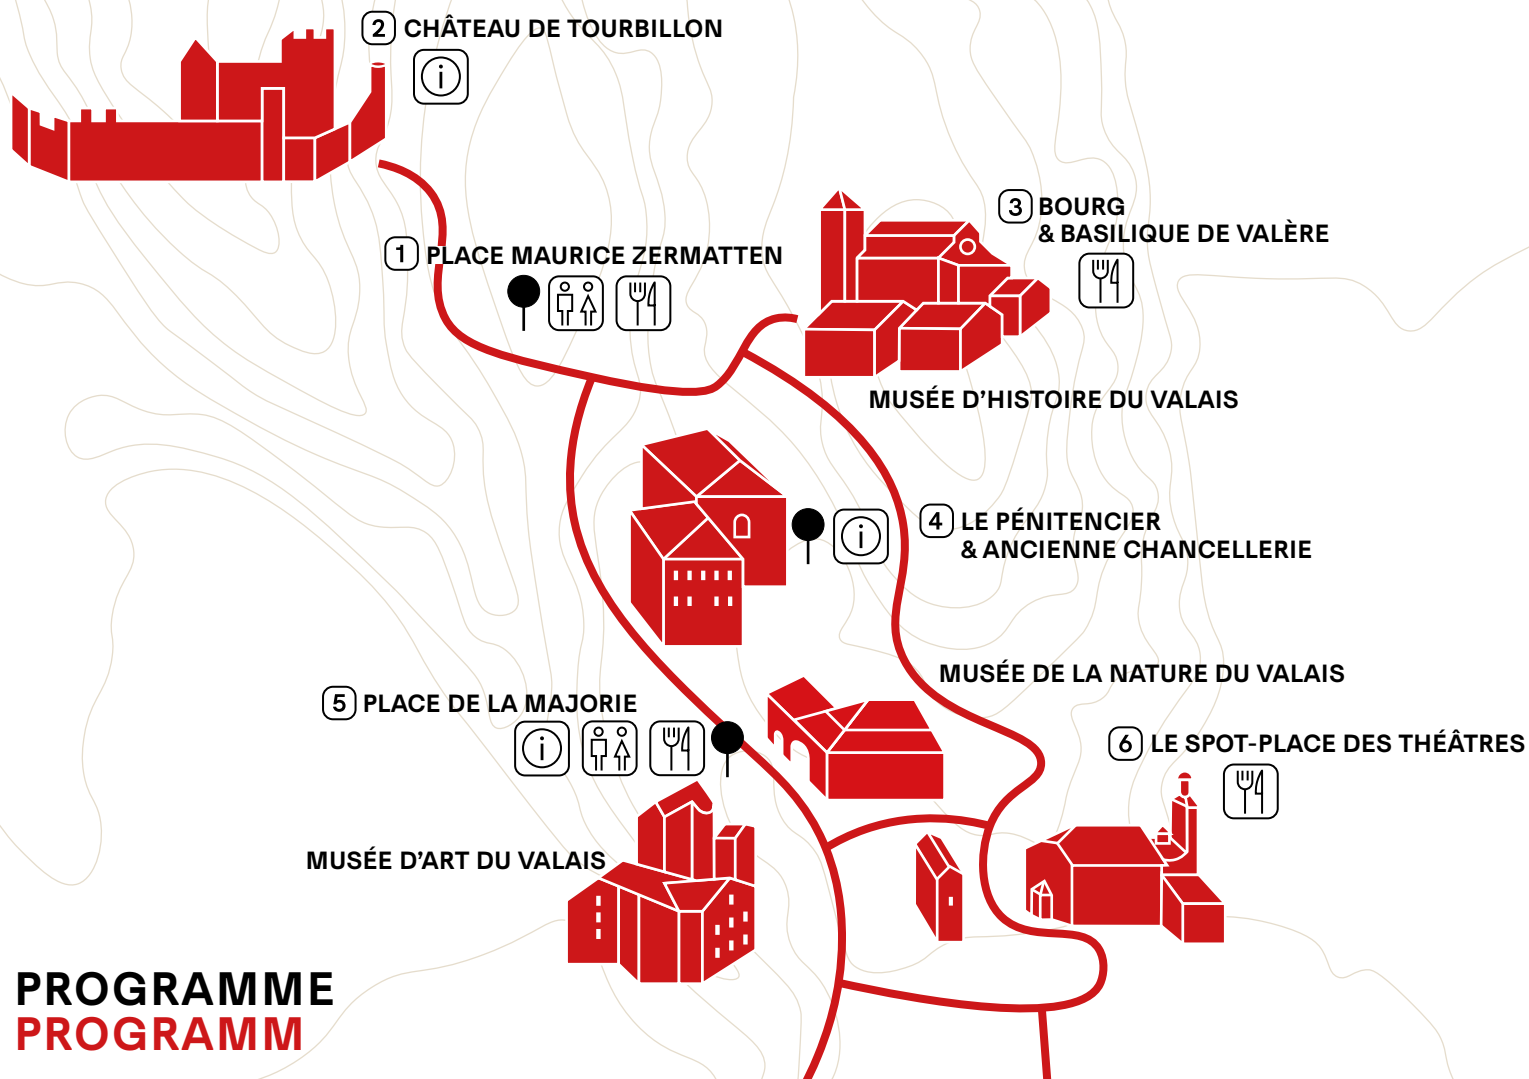 2 CHÂTEAU DE TOURBILLON
i
3 BOURG
& BASILIQUE DE VALÈRE
1 PLACE MAURICE ZERMATTEN
MUSÉE D'HISTOIRE DU VALAIS
4 LE PÉNITENCIER
& ANCIENNE CHANCELLERIE
i
MUSÉE DE LA NATURE DU VALAIS
5 PLACE DE LA MAJORIE
i
6 LE SPOT-PLACE DES THÉÂTRES
MUSÉE D'ART DU VALAIS
PROGRAMME
PROGRAMM